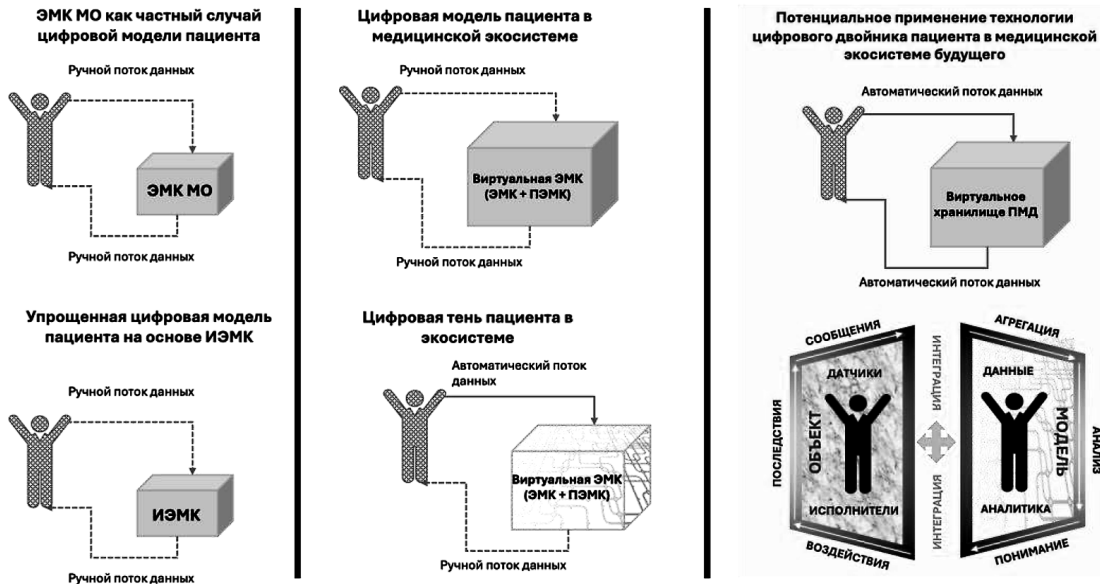 ЭМК МО как частный случай
цифровой модели пациента
Ручной поток данных
ЭМК МО
Ручной поток данных
Упрощенная цифровая модель
пациента на основе ИЭМК
Ручной поток данных
ИЭМК
Ручной поток данных
Цифровая модель пациента в
медицинской экосистеме
Ручной поток данных
Виртуальная ЭМК
(ЭМК + ПЭМК)
Ручной поток данных
Цифровая тень пациента в
экосистеме
Автоматический поток
данных
Виртуальная ЭМК
(ЭМК + ПЭМК)
Ручной поток данных
Потенциальное применение технологии
цифрового двойника пациента в медицинской
экосистеме будущего
Автоматический поток данных
Виртуальное
хранилище ПМД
Автоматический поток данных
СООБЩЕНИЯ
ДАТЧИКИ
ПОСЛЕДСТВИЯ
ОБЪЕКТ
ИСПОЛНИТЕЛИ
ВОЗДЕЙСТВИЯ
ИНТЕГРАЦИЯ
ИНТЕГРАЦИЯ
АГРЕГАЦИЯ
ДАННЫЕ
МОДЕЛЬ
АНАЛИЗ
АНАЛИТИКА
ПОНИМАНИЕ